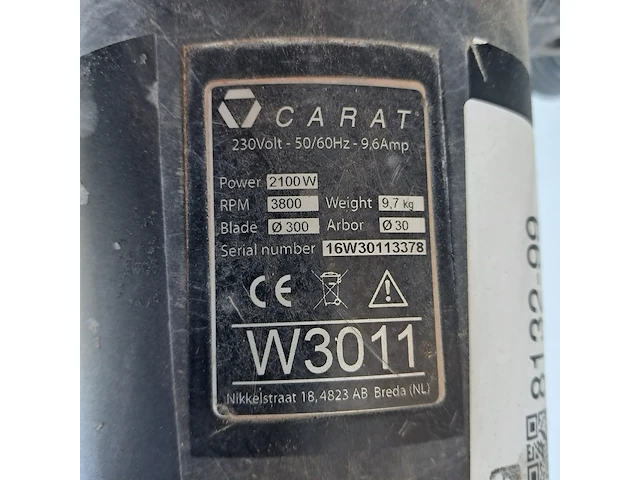 CARAT
230Volt - 50/60Hz - 9,6Amp
Power 2100W
RPM 3800 Weight 9,7 kg
Blade Ø 300 Arbor Ø 30
Serial number 16W30113378
CE
W3011
Nikkelstraat 18, 4823 AB Breda (NL)
8132-99